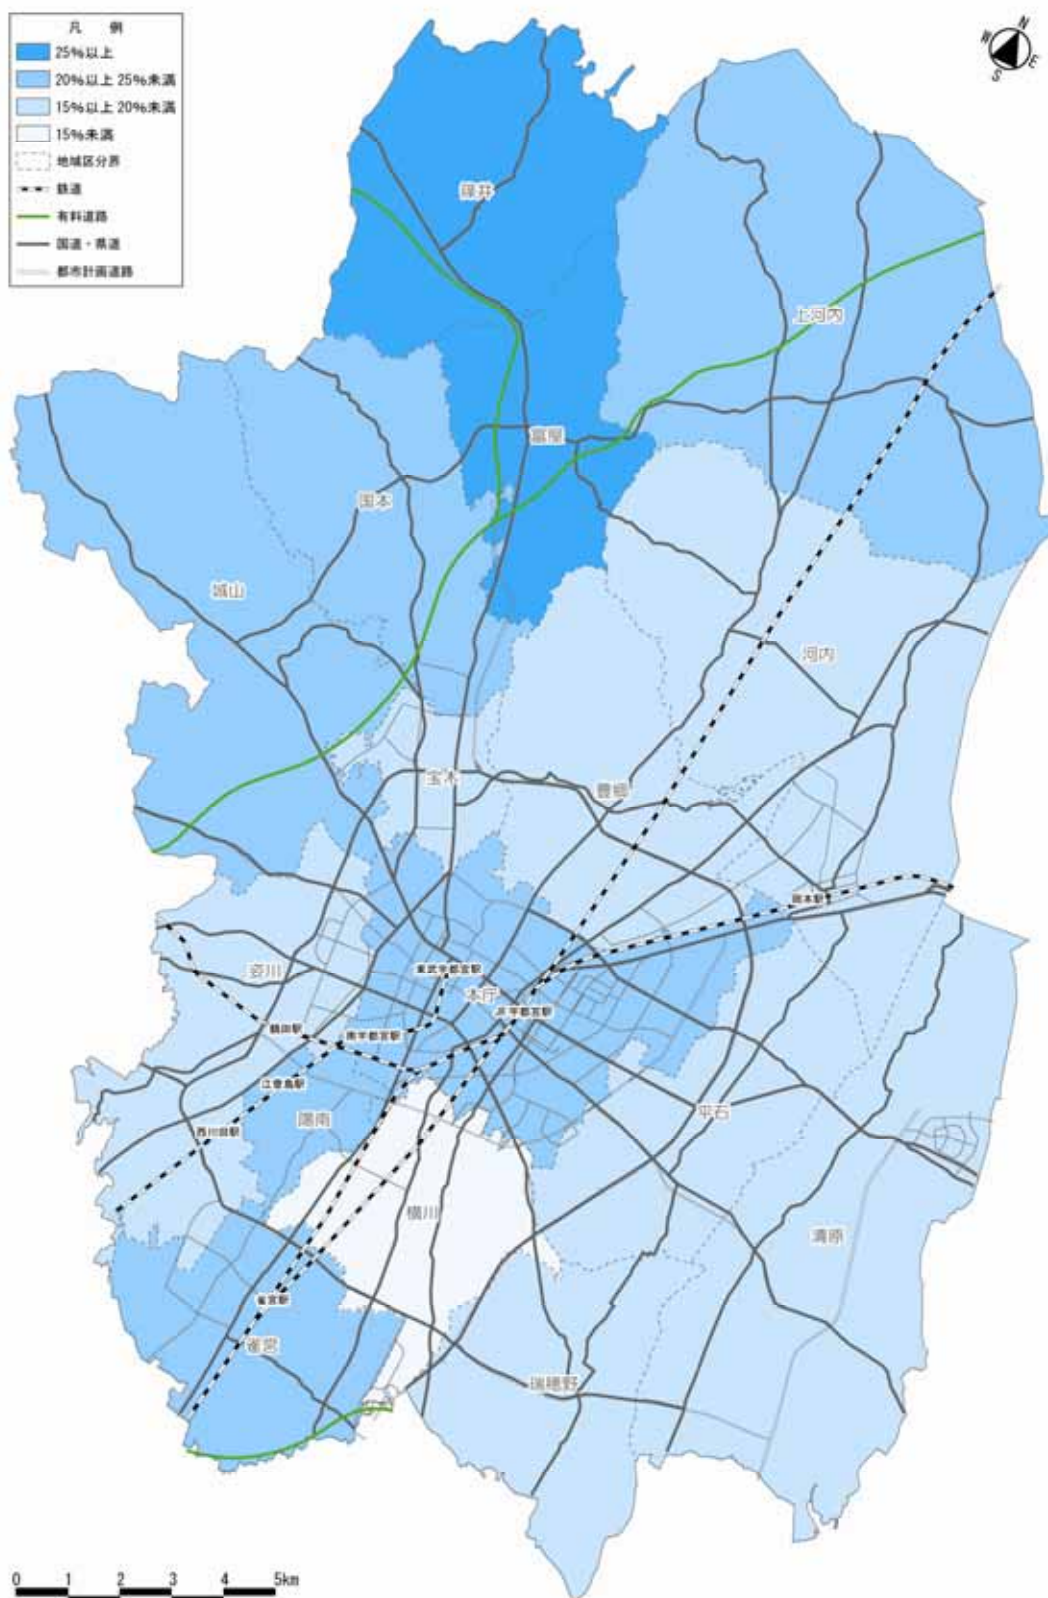 凡 例
25%以上
20%以上 25%未満
15%以上 20%未満
15%未満
地域区分界
鉄道
有料道路
国道・県道
都市計画道路
N
W
E
S
篠井
上河内
富屋
国本
城山
河内
宝木
豊郷
岡本駅
東武宇都宮駅
姿川
本庁
JR宇都宮駅
鶴田駅
南宇都宮駅
江曽島駅
平石
陽南
西川田駅
横川
清原
雀宮駅
雀宮
瑞穂野
0 1 2 3 4 5km